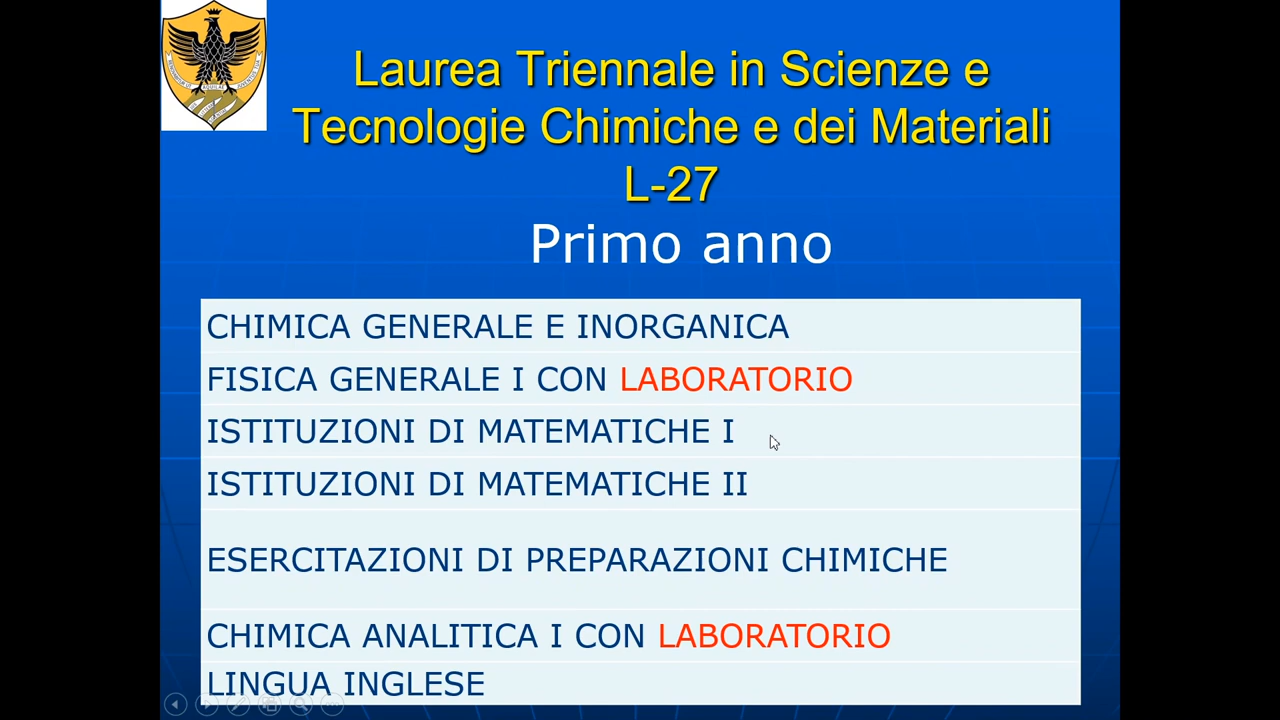 Laurea Triennale in Scienze e
Tecnologie Chimiche e dei Materiali
L-27
Primo anno
CHIMICA GENERALE E INORGANICA
FISICA GENERALE I CON LABORATORIO
ISTITUZIONI DI MATEMATICHE I
ISTITUZIONI DI MATEMATICHE II
ESERCITAZIONI DI PREPARAZIONI CHIMICHE
CHIMICA ANALITICA I CON LABORATORIO
LINGUA INGLESE